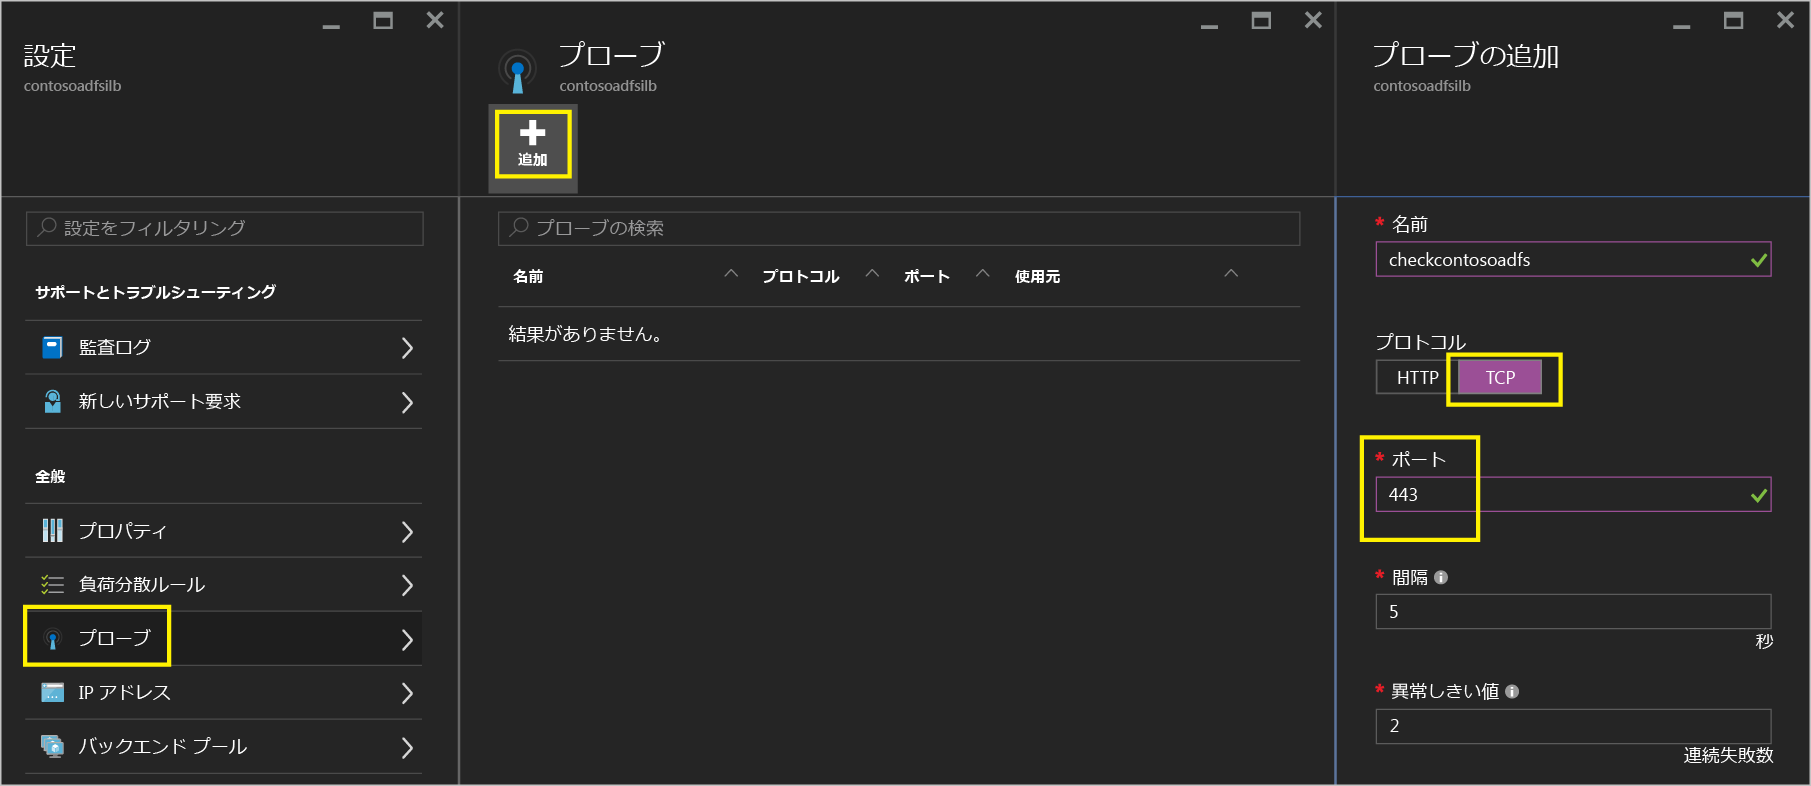 設定
contosoadfsilb
設定をフィルタリング
サポートとトラブルシューティング
監査ログ
新しいサポート要求
全般
プロパティ
負荷分散ルール
プローブ
IP アドレス
バックエンド プール
プローブ
contosoadfsilb
追加
プローブの検索
名前 プロトコル ポート 使用元
結果がありません。
プローブの追加
contosoadfsilb
* 名前
checkcontosoadfs
プロトコル
HTTP TCP
* ポート
443
* 間隔
5
秒
* 異常しきい値
2
連続失敗数